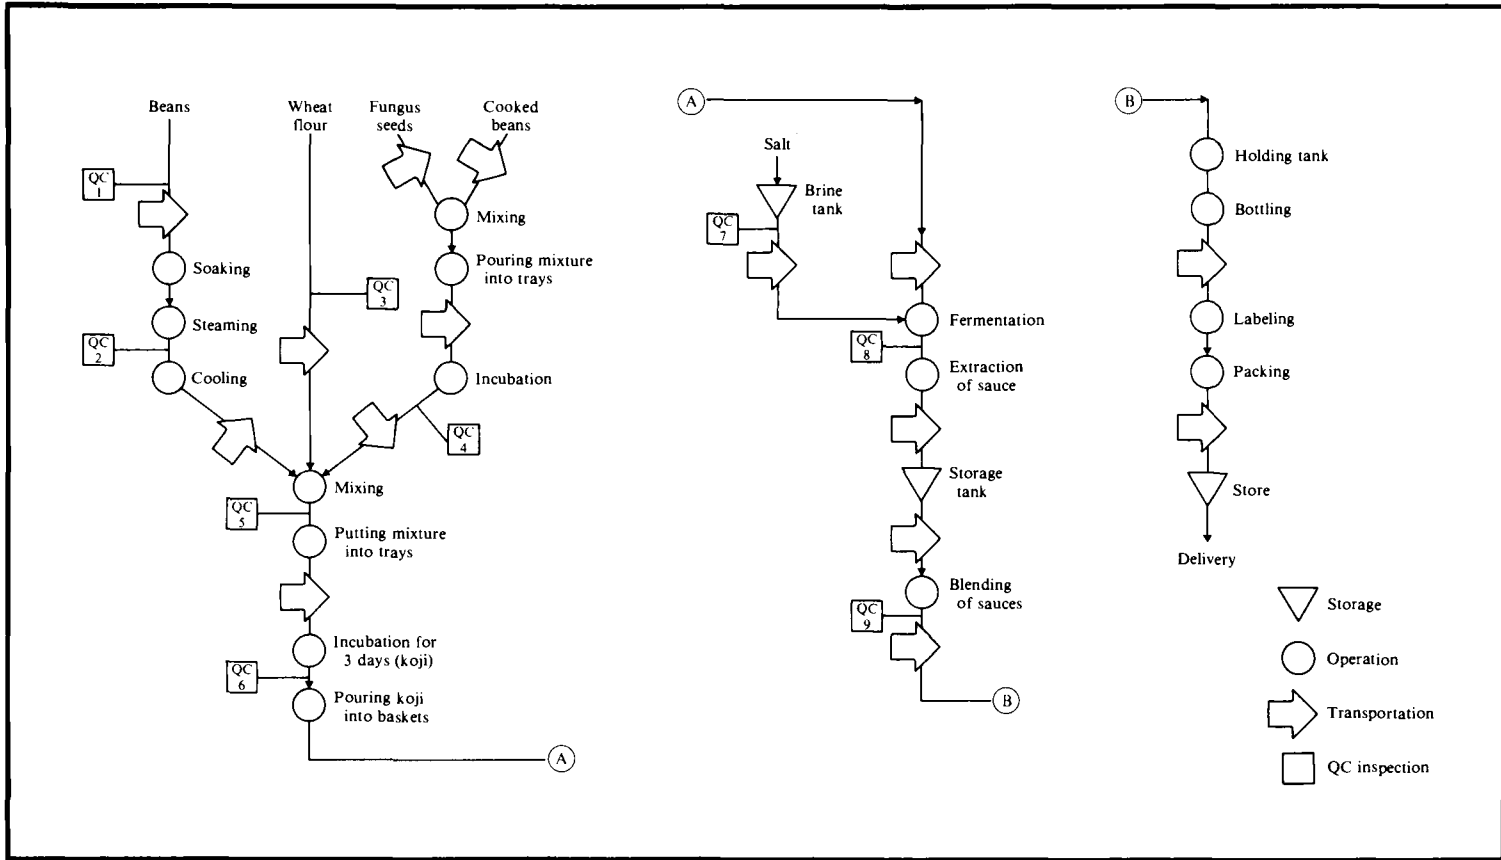 Beans
QC
1
Soaking
Steaming
QC
2
Cooling
Wheat
flour
QC
3
Fungus
seeds
Cooked
beans
Mixing
Pouring mixture
into trays
Incubation
QC
4
Mixing
QC
5
Putting mixture
into trays
Incubation for
3 days (koji)
QC
6
Pouring koji
into baskets
A
A
Salt
Brine
tank
QC
7
Fermentation
QC
8
Extraction
of sauce
Storage
tank
Blending
of sauces
QC
9
B
B
Holding tank
Bottling
Labeling
Packing
Store
Delivery
Storage
Operation
Transportation
QC inspection